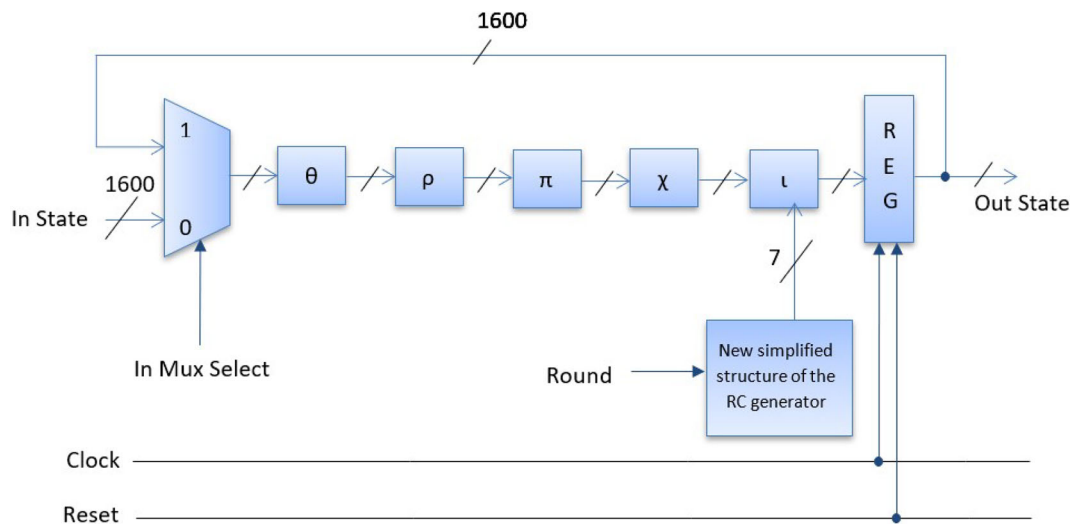 1600
1
1600
In State
0
θ
ρ
π
χ
ι
R
E
G
Out State
7
In Mux Select
Round
New simplified
structure of the
RC generator
Clock
Reset